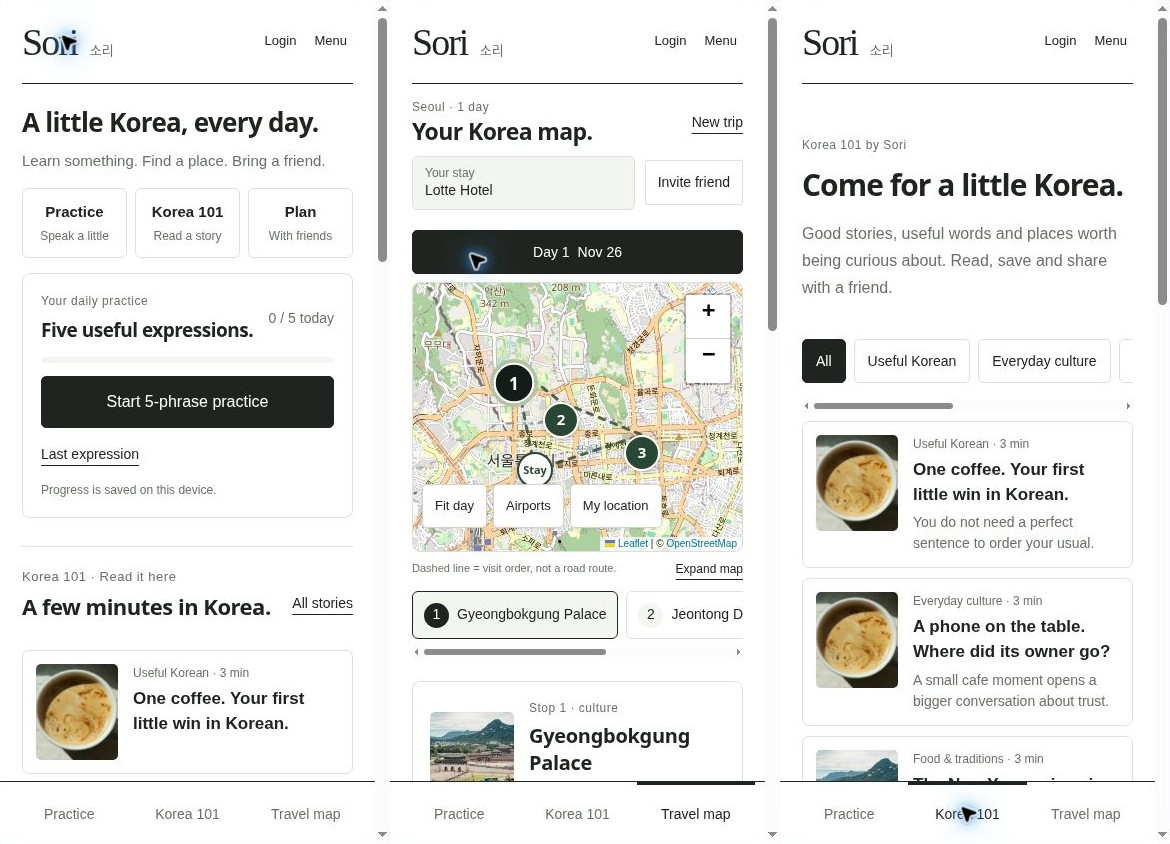 Sori 소리
Login Menu
A little Korea, every day.
Learn something. Find a place. Bring a friend.
Practice
Speak a little
Korea 101
Read a story
Plan
With friends
Your daily practice
Five useful expressions.
0 / 5 today
Start 5-phrase practice
Last expression
Progress is saved on this device.
Korea 101 · Read it here
A few minutes in Korea.
All stories
Useful Korean · 3 min
One coffee. Your first
little win in Korean.
Practice Korea 101 Travel map
Sori 소리
Login Menu
Seoul · 1 day
Your Korea map.
New trip
Your stay
Lotte Hotel
Invite friend
Day 1 Nov 26
342 m
208 m
+
−
1
2
3
Stay
율곡로
Fit day
Airports
My location
Leaflet | © OpenStreetMap
Dashed line = visit order, not a road route.
Expand map
1 Gyeongbokgung Palace
2 Jeontong D
Stop 1 · culture
Gyeongbokgung
Palace
Practice Korea 101 Travel map
Sori 소리
Login Menu
Korea 101 by Sori
Come for a little Korea.
Good stories, useful words and places worth
being curious about. Read, save and share
with a friend.
All
Useful Korean
Everyday culture
Useful Korean · 3 min
One coffee. Your first
little win in Korean.
You do not need a perfect
sentence to order your usual.
Everyday culture · 3 min
A phone on the table.
Where did its owner go?
A small cafe moment opens a
bigger conversation about trust.
Food & traditions · 3 min
Practice Korea 101 Travel map